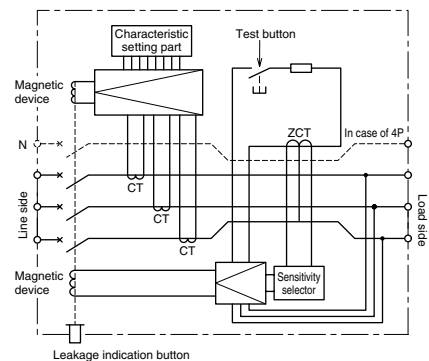 Characteristic
setting part
Test button
Magnetic
device
N
ZCT
In case of 4P
CT
CT
CT
Line side
Load side
Magnetic
device
Sensitivity
selector
Leakage indication button